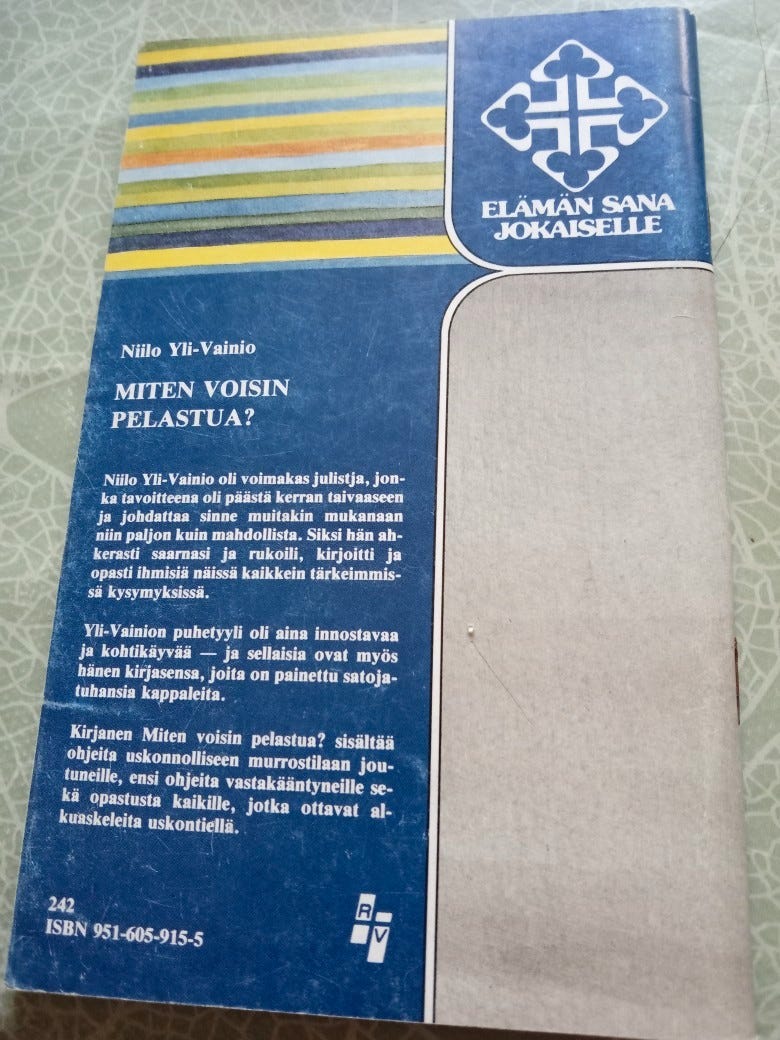 ELÄMÄN SANA
JOKAISELLE
Niilo Yli-Vainio
MITEN VOISIN
PELASTUA?
Niilo Yli-Vainio oli voimakas julistja, jon-
ka tavoitteena oli päästä kerran taivaaseen
ja johdattaa sinne muitakin mukanaan
niin paljon kuin mahdollista. Siksi hän ah-
kerasti saarnasi ja rukoili, kirjoitti ja
opasti ihmisiä näissä kaikkein tärkeimmis-
sä kysymyksissä.
Yli-Vainion puhetyyli oli aina innostavaa
ja kohtikäyvää — ja sellaisia ovat myös
hänen kirjasensa, joita on painettu satoja-
tuhansia kappaleita.
Kirjanen Miten voisin pelastua? sisältää
ohjeita uskonnolliseen murrostilaan jou-
tuneille, ensi ohjeita vastakääntyneille se-
kä opastusta kaikille, jotka ottavat al-
kuaskeleita uskontiellä.
242
ISBN 951-605-915-5
R
V